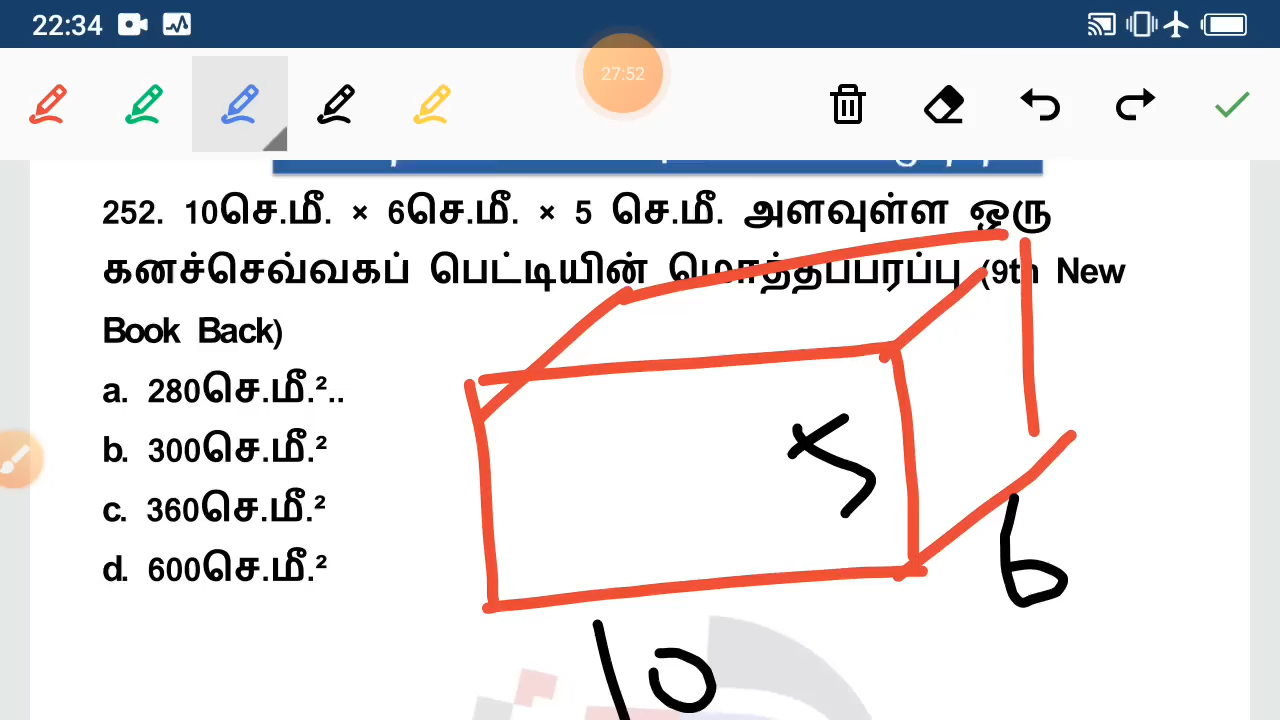 22:34
27:52
252. 10செ.மீ. × 6செ.மீ. × 5 செ.மீ. அளவுள்ள ஒரு
கனச்செவ்வகப் பெட்டியின் மொத்தப்பரப்பு (9th New
Book Back)
a. 280செ.மீ.²..
b. 300செ.மீ.²
c. 360செ.மீ.²
d. 600செ.மீ.²
5
6
10